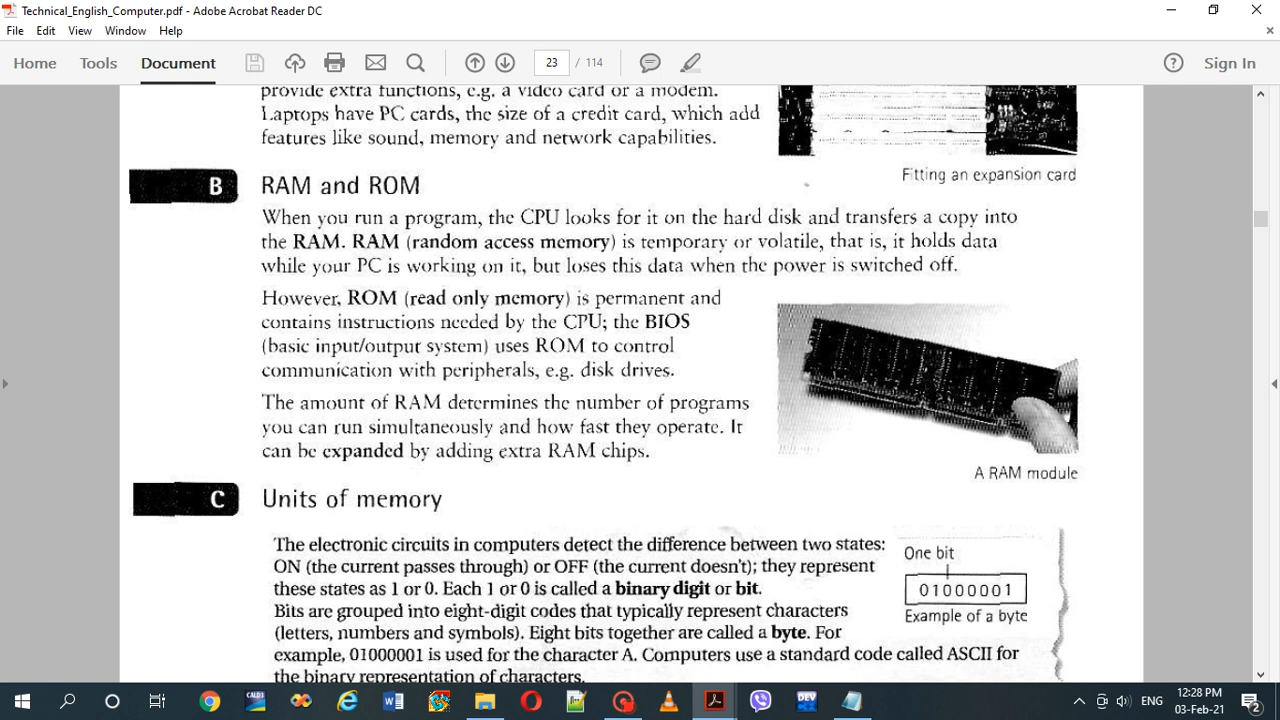 Technical_English_Computer.pdf - Adobe Acrobat Reader DC
File Edit View Window Help
Home Tools Document 23 / 114 Sign In
provide extra functions, e.g. a video card or a modem.
Laptops have PC cards, the size of a credit card, which add
features like sound, memory and network capabilities.
Fitting an expansion card
B RAM and ROM
When you run a program, the CPU looks for it on the hard disk and transfers a copy into
the RAM. RAM (random access memory) is temporary or volatile, that is, it holds data
while your PC is working on it, but loses this data when the power is switched off.
However, ROM (read only memory) is permanent and
contains instructions needed by the CPU; the BIOS
(basic input/output system) uses ROM to control
communication with peripherals, e.g. disk drives.
The amount of RAM determines the number of programs
you can run simultaneously and how fast they operate. It
can be expanded by adding extra RAM chips.
A RAM module
C Units of memory
The electronic circuits in computers detect the difference between two states:
ON (the current passes through) or OFF (the current doesn't); they represent
these states as 1 or 0. Each 1 or 0 is called a binary digit or bit.
Bits are grouped into eight-digit codes that typically represent characters
(letters, numbers and symbols). Eight bits together are called a byte. For
example, 01000001 is used for the character A. Computers use a standard code called ASCII for
the binary representation of characters.
One bit
01000001
Example of a byte
CALD3
DEV
ENG
12:28 PM
03-Feb-21
2